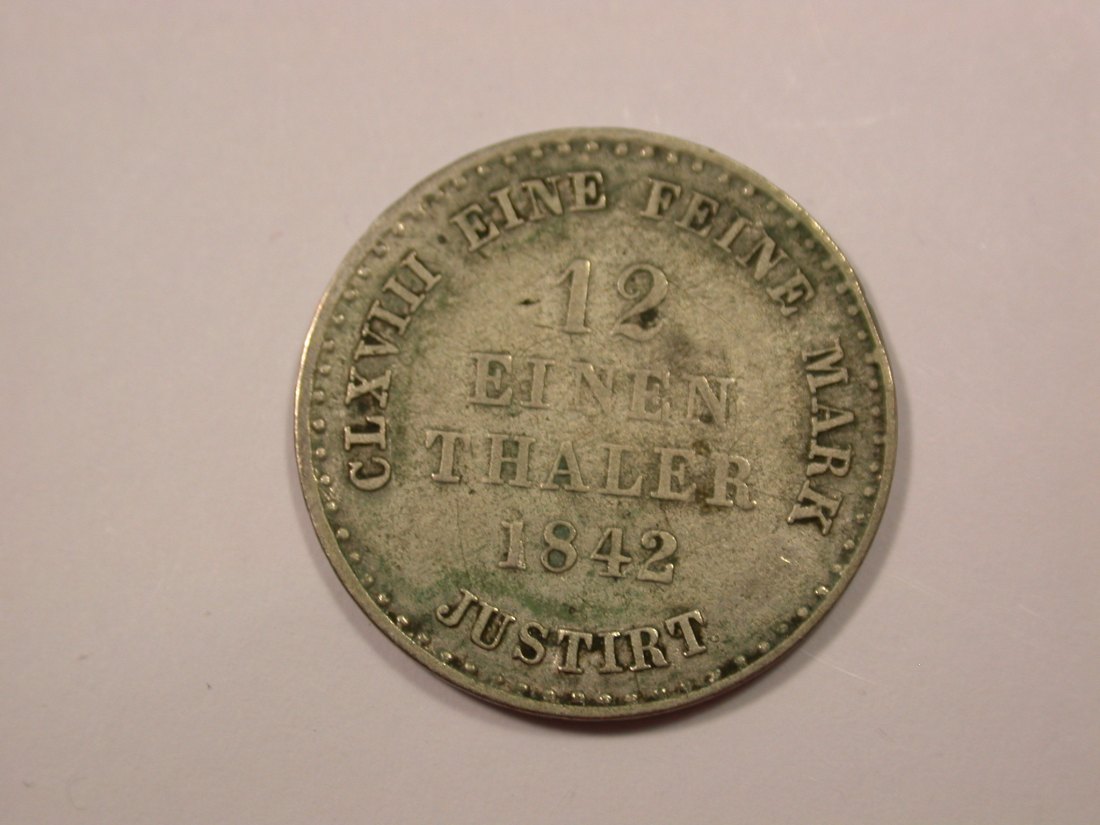 CLXVIII EINE FEINE MARK
12
EINEN
THALER
1842
JUSTIRT